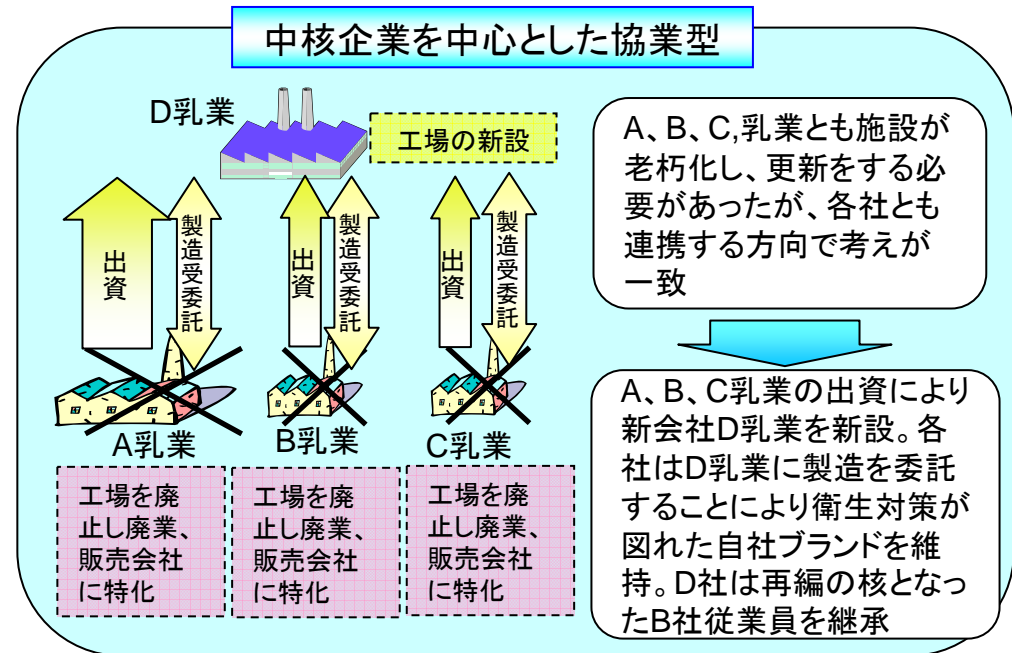 中核企業を中心とした協業型
D乳業
工場の新設
出資
製造受委託
出資
製造受委託
出資
製造受委託
A乳業
B乳業
C乳業
工場を廃
止し廃業、
販売会社
に特化
工場を廃
止し廃業、
販売会社
に特化
工場を廃
止し廃業、
販売会社
に特化
A、B、C,乳業とも施設が
老朽化し、更新をする必
要があったが、各社とも
連携する方向で考えが
一致
A、B、C乳業の出資により
新会社D乳業を新設。各
社はD乳業に製造を委託
することにより衛生対策が
図れた自社ブランドを維
持。D社は再編の核となっ
たB社従業員を継承